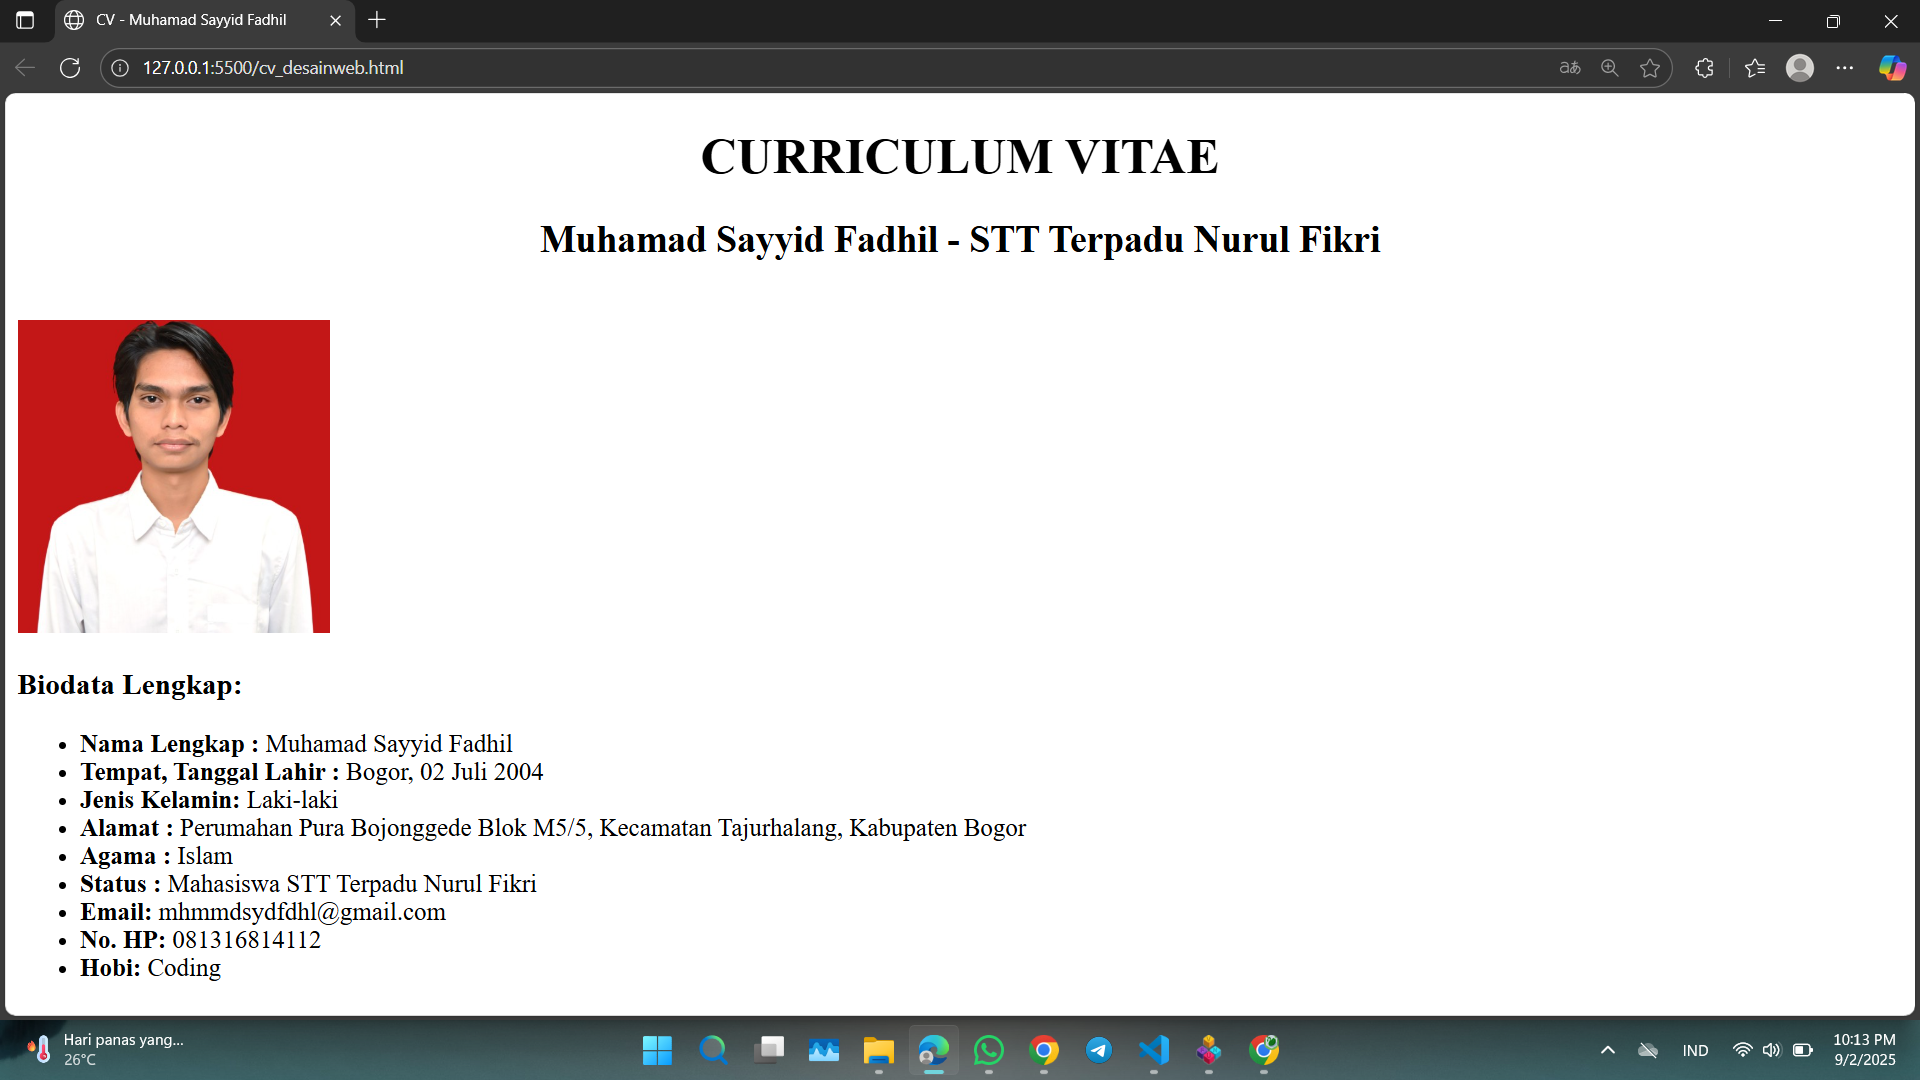 CV - Muhamad Sayyid Fadhil
127.0.0.1:5500/cv_desainweb.html
aあ
CURRICULUM VITAE
Muhamad Sayyid Fadhil - STT Terpadu Nurul Fikri
Biodata Lengkap:
• Nama Lengkap : Muhamad Sayyid Fadhil
• Tempat, Tanggal Lahir : Bogor, 02 Juli 2004
• Jenis Kelamin: Laki-laki
• Alamat : Perumahan Pura Bojonggede Blok M5/5, Kecamatan Tajurhalang, Kabupaten Bogor
• Agama : Islam
• Status : Mahasiswa STT Terpadu Nurul Fikri
• Email: mhmmdsydfdhl@gmail.com
• No. HP: 081316814112
• Hobi: Coding
Hari panas yang...
26°C
IND
10:13 PM
9/2/2025